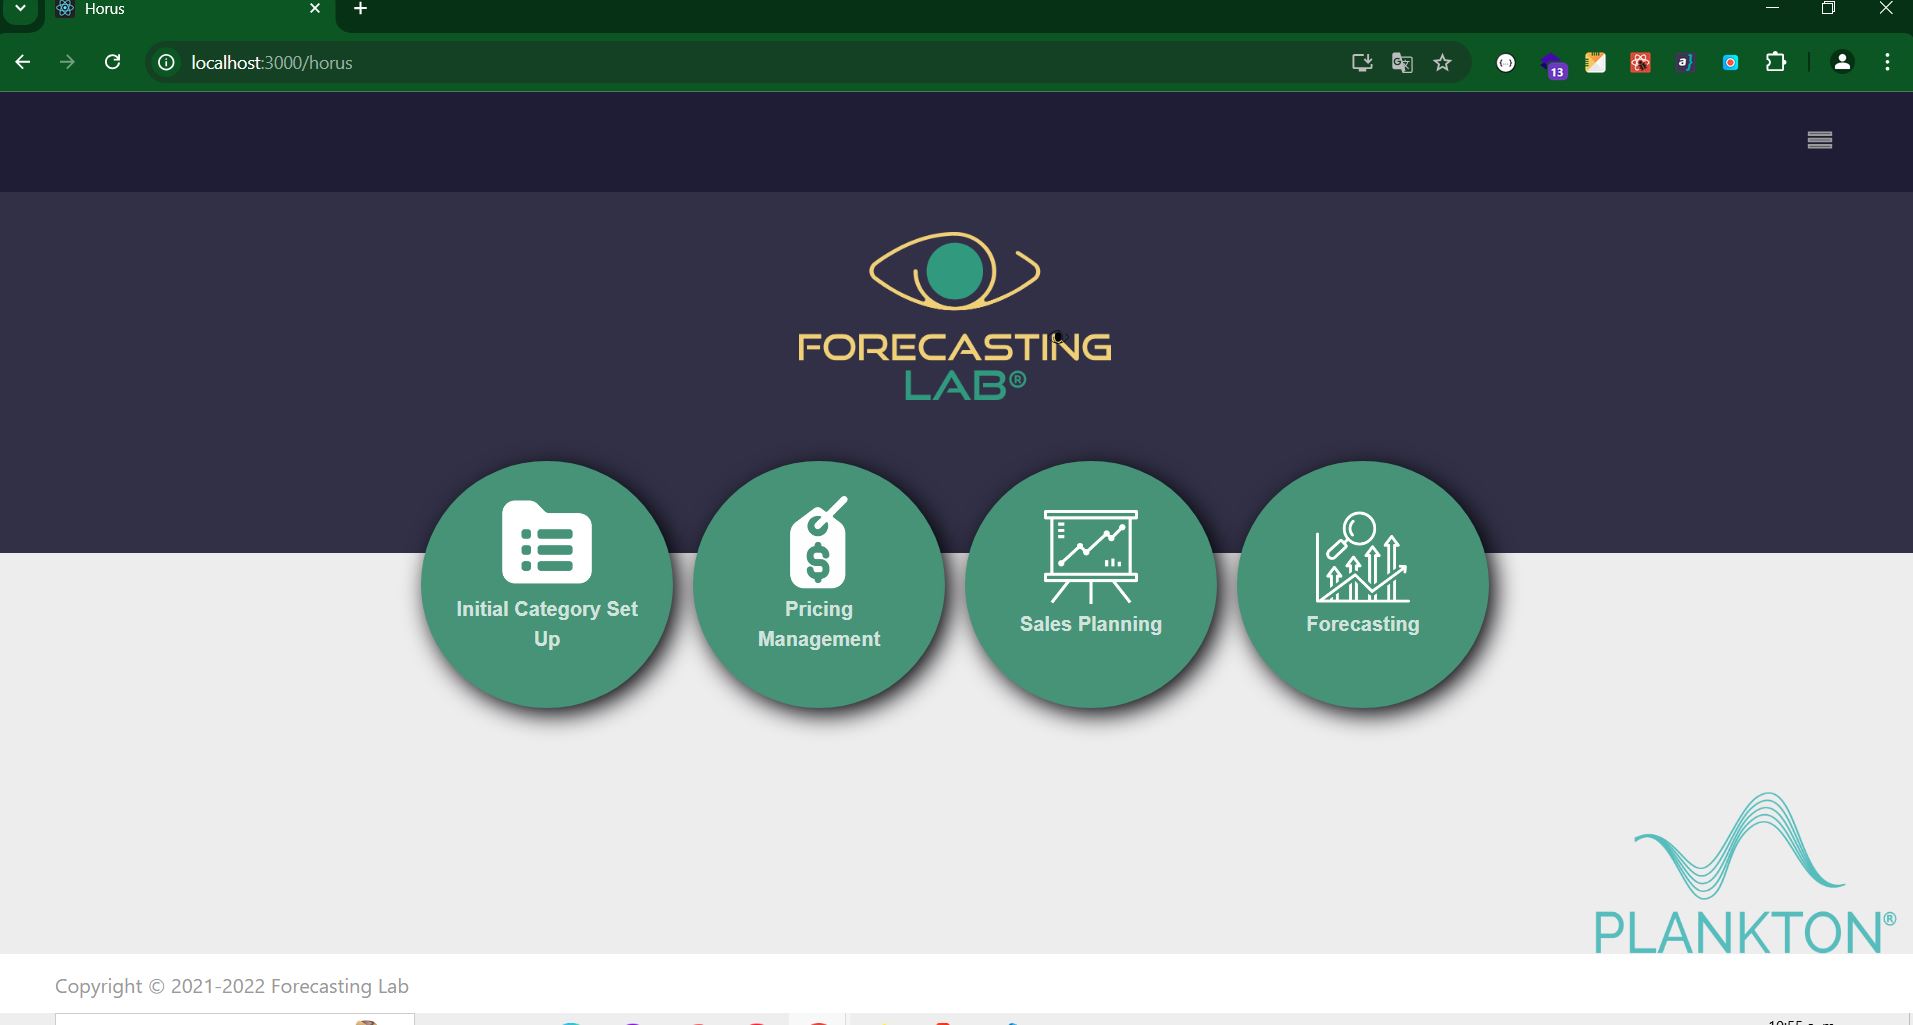 Horus
localhost:3000/horus
13
a}
FORECASTING
LAB®
Initial Category Set
Up
Pricing
Management
Sales Planning
Forecasting
PLANKTON®
Copyright © 2021-2022 Forecasting Lab